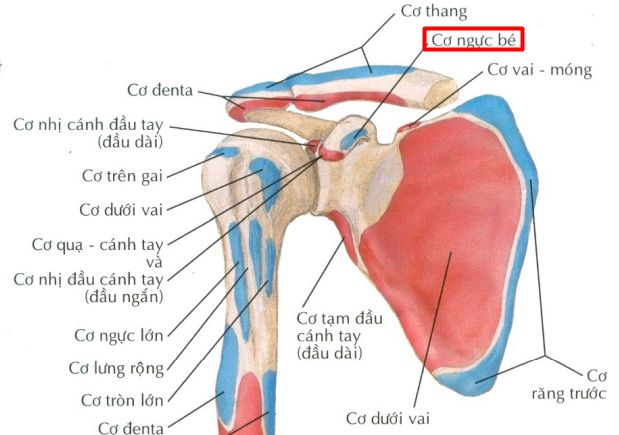 Cơ thang
Cơ ngực bé
Cơ vai - móng
Cơ đenta
Cơ nhị cánh đầu tay
(đầu dài)
Cơ trên gai
Cơ dưới vai
Cơ quạ - cánh tay
và
Cơ nhị đầu cánh tay
(đầu ngắn)
Cơ ngực lớn
Cơ lưng rộng
Cơ tròn lớn
Cơ đenta
Cơ tạm đầu
cánh tay
(đầu dài)
Cơ dưới vai
Cơ
răng trước